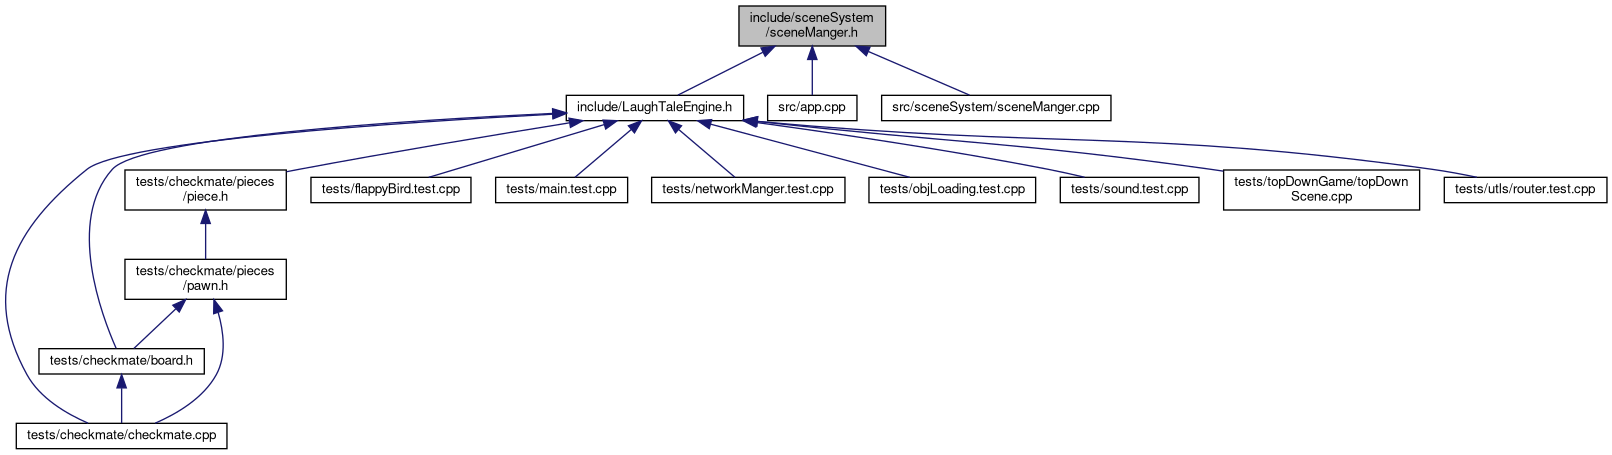 include/sceneSystem
/sceneManger.h
include/LaughTaleEngine.h
src/app.cpp
src/sceneSystem/sceneManger.cpp
tests/checkmate/pieces
/piece.h
tests/flappyBird.test.cpp
tests/main.test.cpp
tests/networkManger.test.cpp
tests/objLoading.test.cpp
tests/sound.test.cpp
tests/topDownGame/topDown
Scene.cpp
tests/utls/router.test.cpp
tests/checkmate/pieces
/pawn.h
tests/checkmate/board.h
tests/checkmate/checkmate.cpp